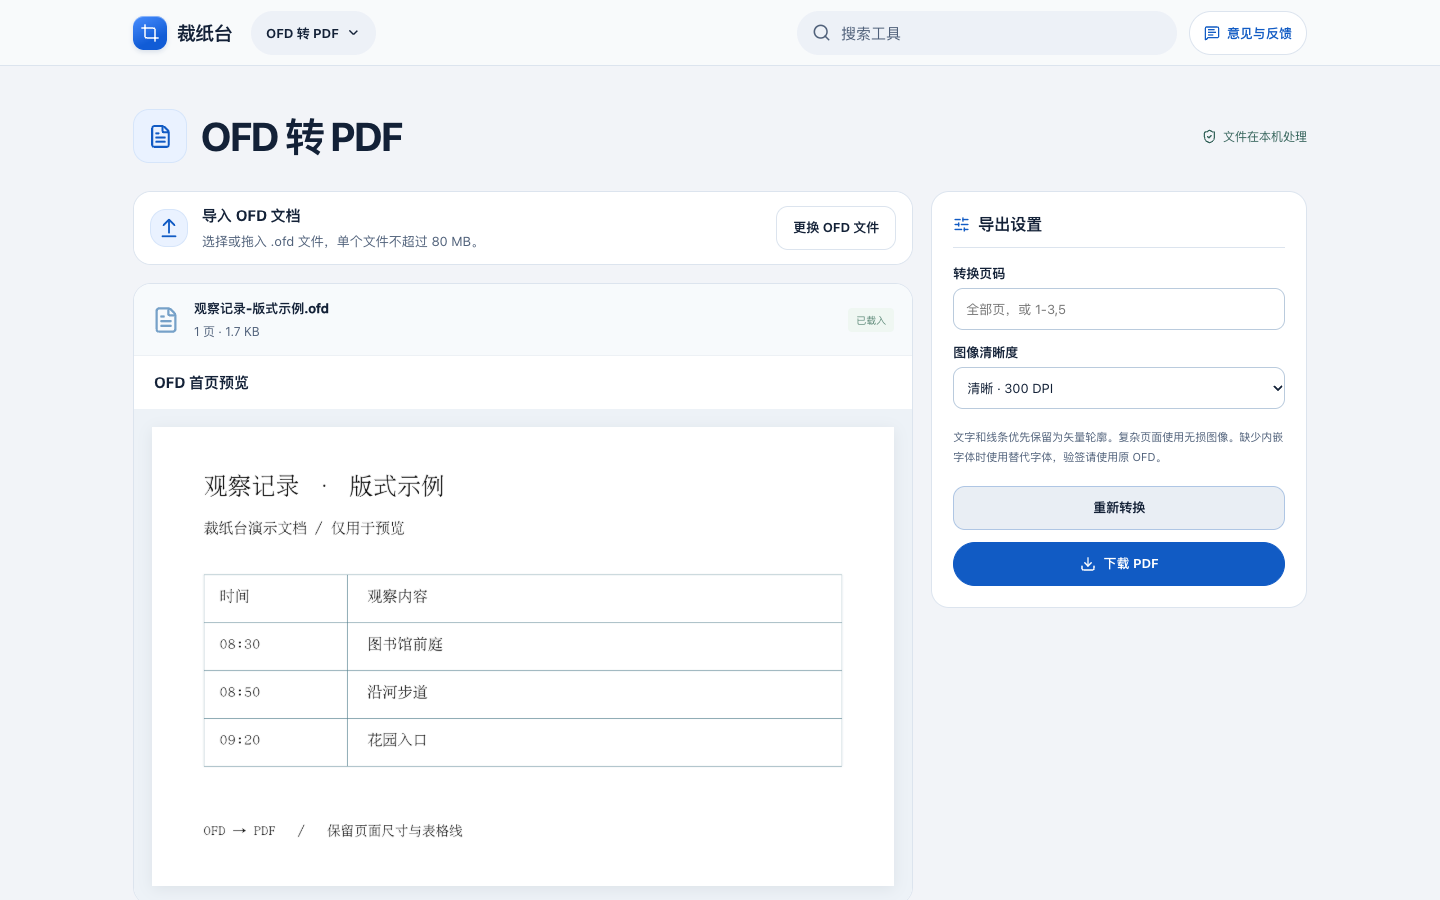 裁纸台
OFD 转 PDF
搜索工具
意见与反馈
OFD 转 PDF
文件在本机处理
导入 OFD 文档
选择或拖入 .ofd 文件，单个文件不超过 80 MB。
更换 OFD 文件
观察记录-版式示例.ofd
1 页 · 1.7 KB
已载入
OFD 首页预览
观察记录 · 版式示例
裁纸台演示文档 / 仅用于预览
时间 观察内容
08:30 图书馆前庭
08:50 沿河步道
09:20 花园入口
OFD → PDF / 保留页面尺寸与表格线
导出设置
转换页码
全部页，或 1-3,5
图像清晰度
清晰 · 300 DPI
文字和线条优先保留为矢量轮廓。复杂页面使用无损图像。缺少内嵌
字体时使用替代字体，验签请使用原 OFD。
重新转换
下载 PDF